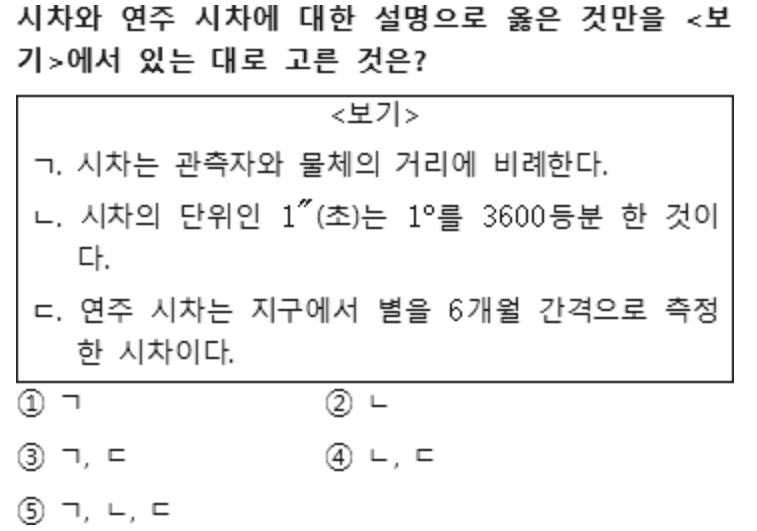 시차와 연주 시차에 대한 설명으로 옳은 것만을 <보
기>에서 있는 대로 고른 것은?
<보기>
ㄱ. 시차는 관측자와 물체의 거리에 비례한다.
ㄴ. 시차의 단위인 1″(초)는 1°를 3600등분 한 것이
다.
ㄷ. 연주 시차는 지구에서 별을 6개월 간격으로 측정
한 시차이다.
① ㄱ ② ㄴ
③ ㄱ, ㄷ ④ ㄴ, ㄷ
⑤ ㄱ, ㄴ, ㄷ